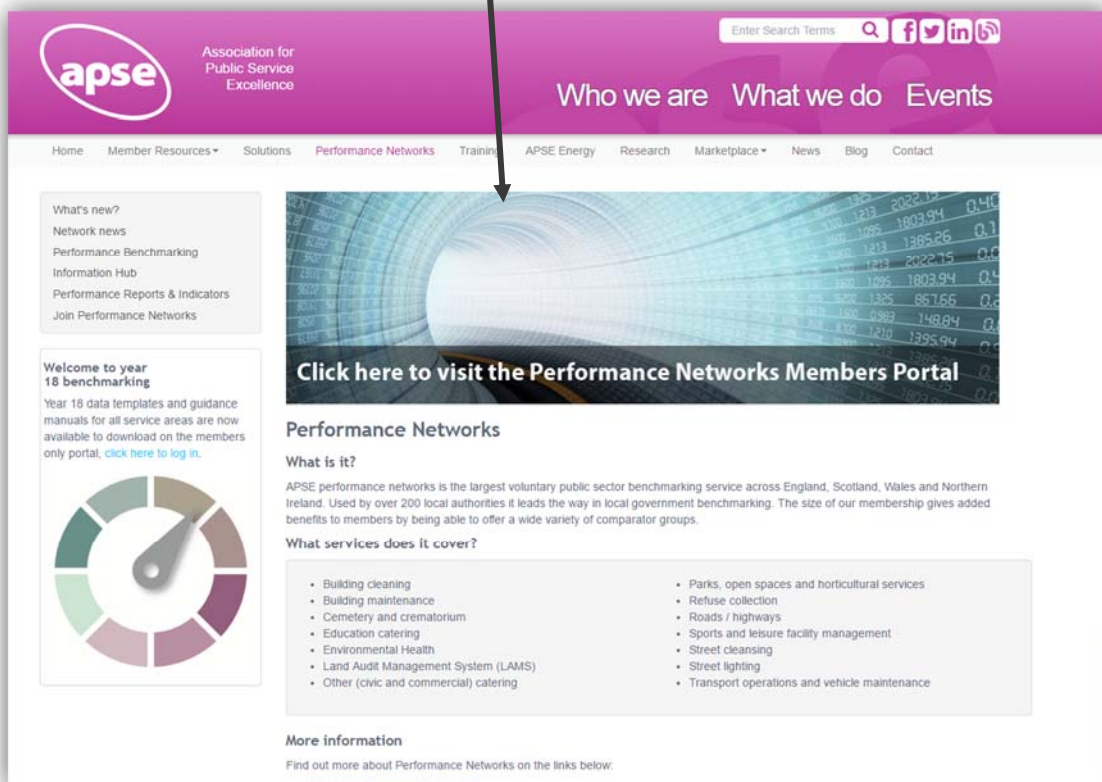 apse
Association for
Public Service
Excellence
Enter Search Terms
Who we are What we do Events
Home Member Resources Solutions Performance Networks Training APSE Energy Research Marketplace News Blog Contact
What's new?
Network news
Performance Benchmarking
Information Hub
Performance Reports & Indicators
Join Performance Networks
Welcome to year
18 benchmarking
Year 18 data templates and guidance
manuals for all service areas are now
available to download on the members
only portal, click here to log in.
Click here to visit the Performance Networks Members Portal
Performance Networks
What is it?
APSE performance networks is the largest voluntary public sector benchmarking service across England, Scotland, Wales and Northern
Ireland. Used by over 200 local authorities it leads the way in local government benchmarking. The size of our membership gives added
benefits to members by being able to offer a wide variety of comparator groups.
What services does it cover?
Building cleaning
Building maintenance
Cemetery and crematorium
Education catering
Environmental Health
Land Audit Management System (LAMS)
Other (civic and commercial) catering
Parks, open spaces and horticultural services
Refuse collection
Roads / highways
Sports and leisure facility management
Street cleansing
Street lighting
Transport operations and vehicle maintenance
More information
Find out more about Performance Networks on the links below: